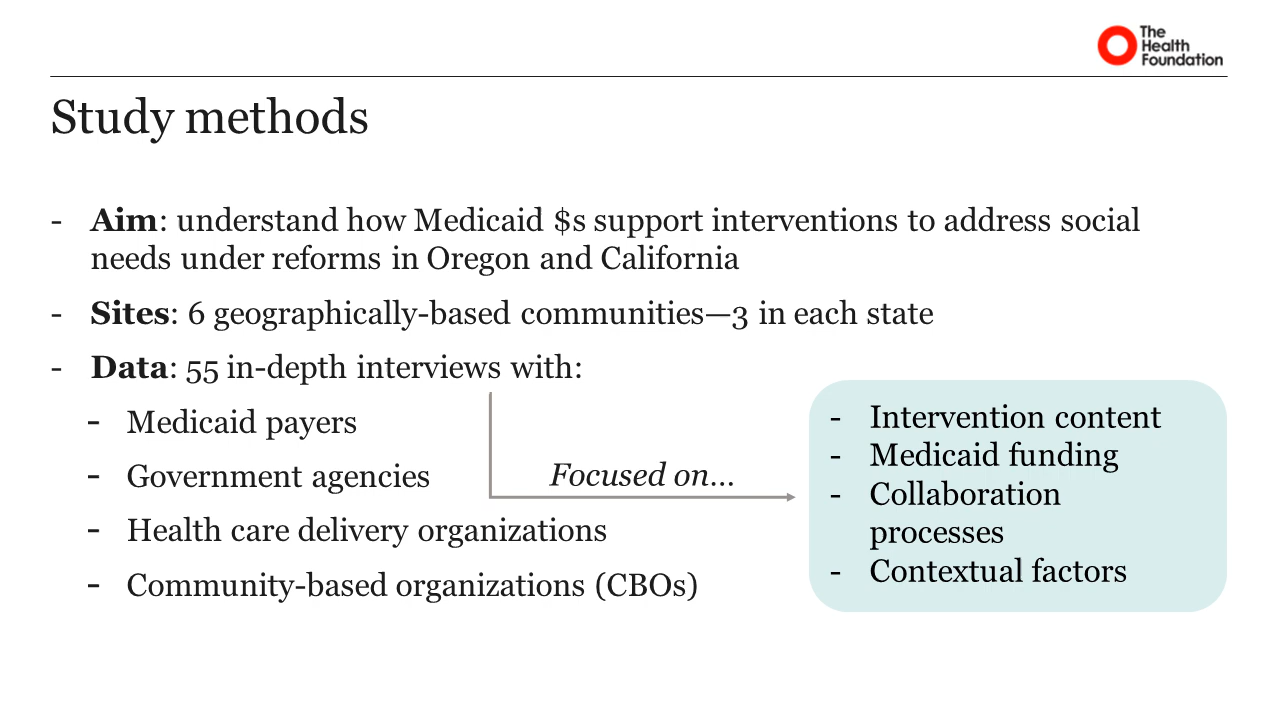 The
Health
Foundation
Study methods
- Aim: understand how Medicaid $s support interventions to address social
needs under reforms in Oregon and California
- Sites: 6 geographically-based communities—3 in each state
- Data: 55 in-depth interviews with:
- Medicaid payers
- Government agencies
- Health care delivery organizations
- Community-based organizations (CBOs)
Focused on...
- Intervention content
- Medicaid funding
- Collaboration
processes
- Contextual factors